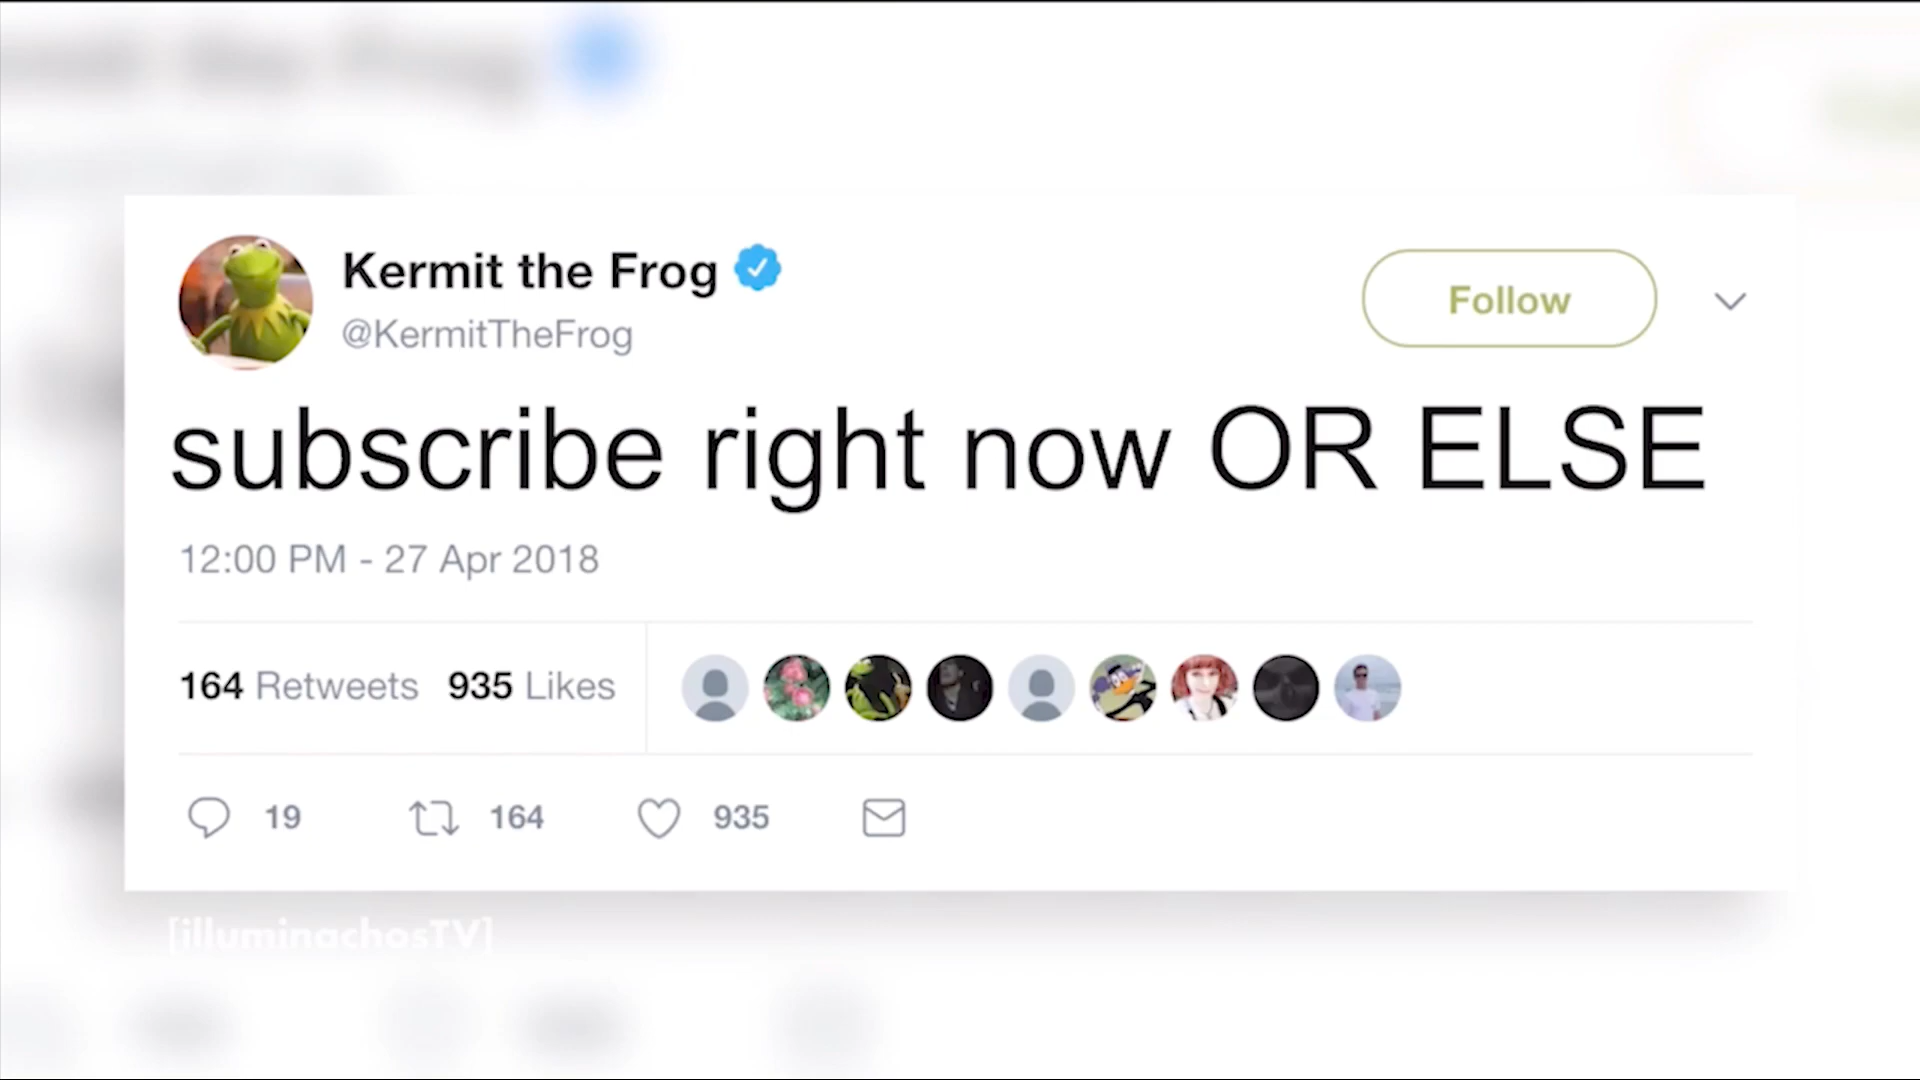 Kermit the Frog
@KermitTheFrog
Follow
subscribe right now OR ELSE
12:00 PM - 27 Apr 2018
164 Retweets 935 Likes
19 164 935
[illuminachosTV]